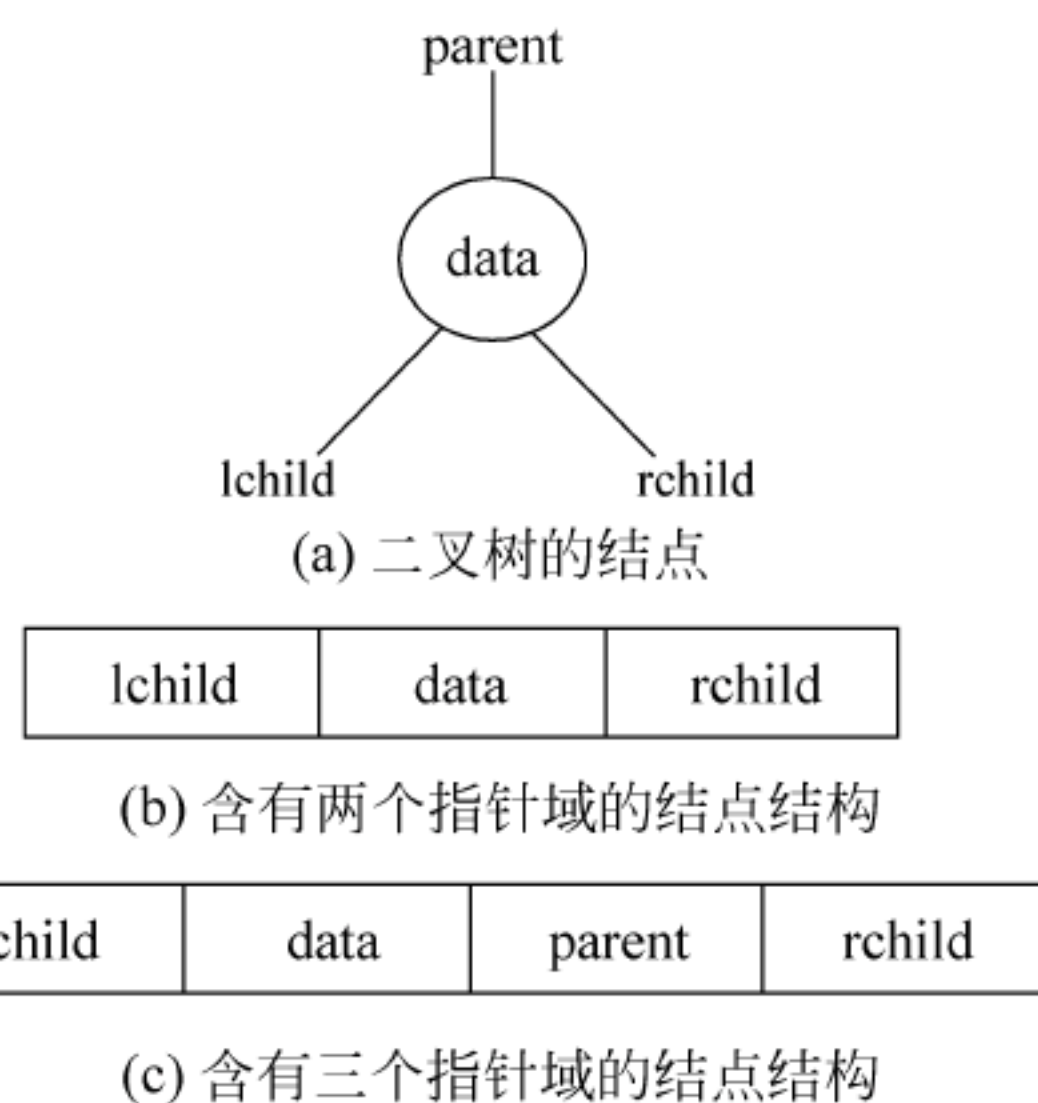 parent
data
lchild rchild
(a) 二叉树的结点
lchild data rchild
(b) 含有两个指针域的结点结构
child data parent rchild
(c) 含有三个指针域的结点结构